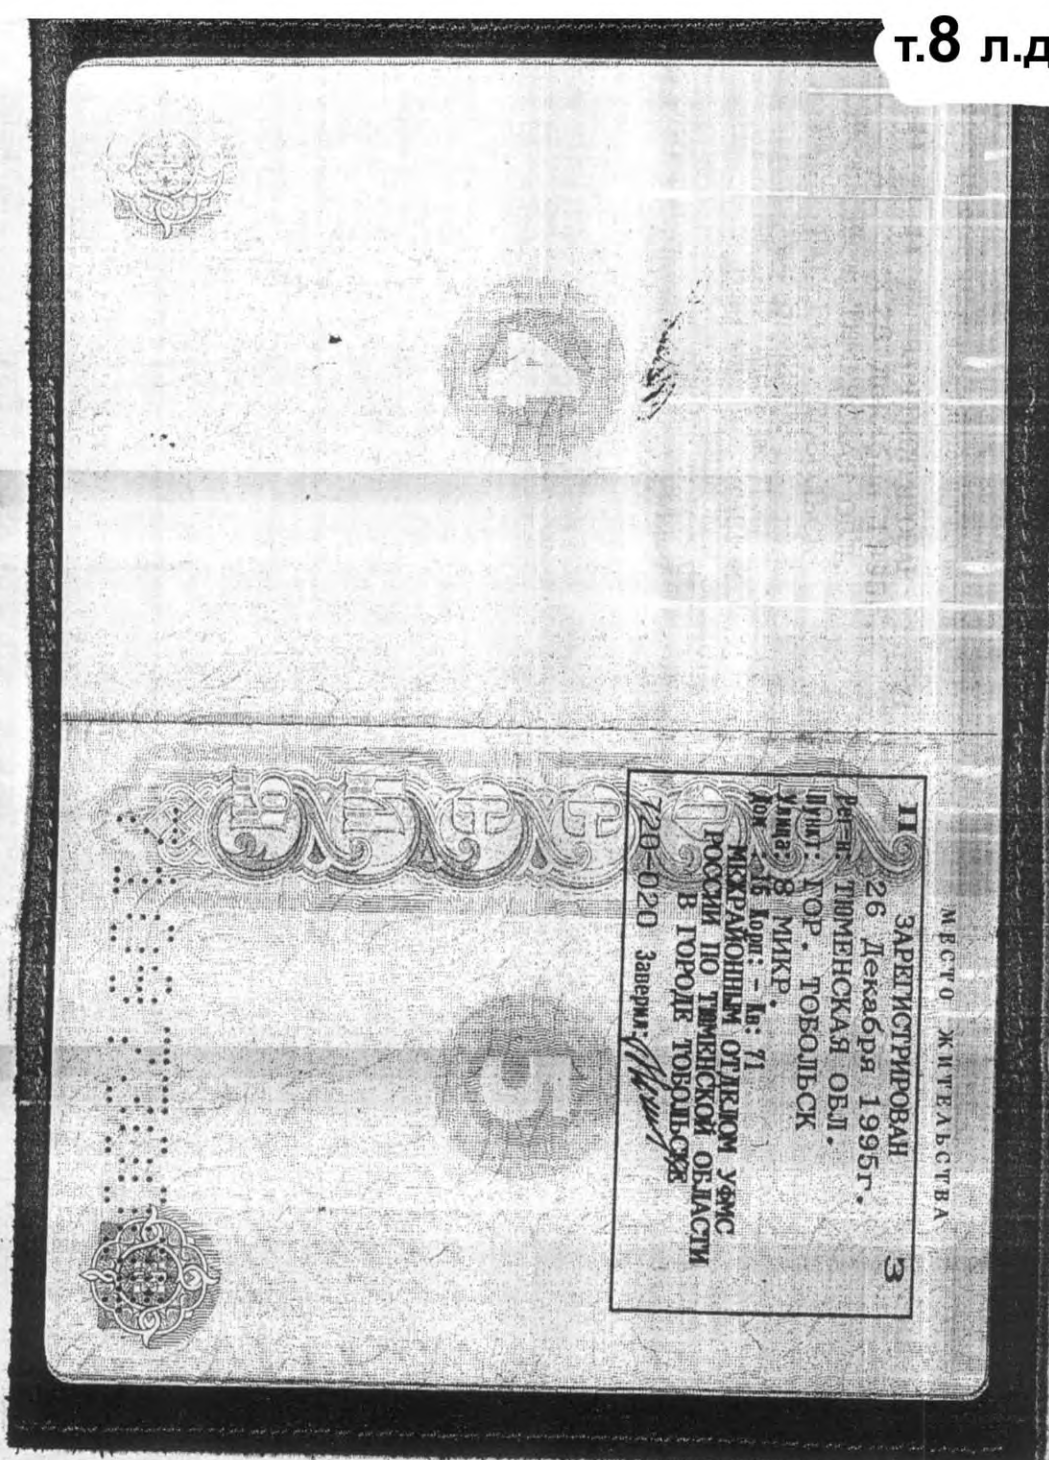 т.8 л.д
4
МЕСТО ЖИТЕЛЬСТВА
П ЗАРЕГИСТРИРОВАН 3
26 Декабря 1995г.
Рег-н: ТЮМЕНСКАЯ ОБЛ.
Пункт: ГОР. ТОБОЛЬСК
Улица: 8 МИКР.
Дом 16 Корп: - Кв: 71
МЕЖРАЙОННЫМ ОТДЕЛОМ УФМС
РОССИИ ПО ТЮМЕНСКОЙ ОБЛАСТИ
В ГОРОДЕ ТОБОЛЬСКЕ
720-020 Заверил:
5